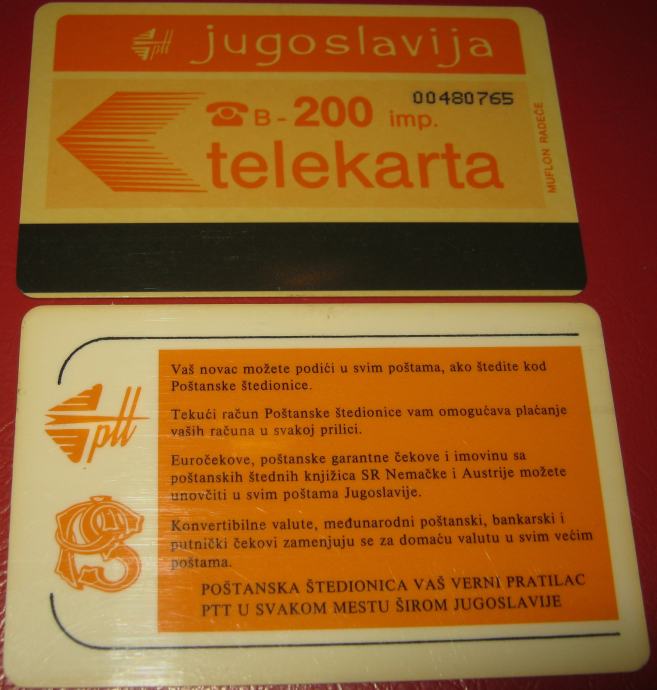 ptt jugoslavija
00480765
B - 200 imp.
telekarta
MUFLON RADEČE
Vaš novac možete podići u svim poštama, ako štedite kod
Poštanske štedionice.
Tekući račun Poštanske štedionice vam omogućava plaćanje
vaših računa u svakoj prilici.
Euročekove, poštanske garantne čekove i imovinu sa
poštanskih štednih knjižica SR Nemačke i Austrije možete
unovčiti u svim poštama Jugoslavije.
Konvertibilne valute, međunarodni poštanski, bankarski i
putnički čekovi zamenjuju se za domaću valutu u svim većim
poštama.
POŠTANSKA ŠTEDIONICA VAŠ VERNI PRATILAC
PTT U SVAKOM MESTU ŠIROM JUGOSLAVIJE
ptt